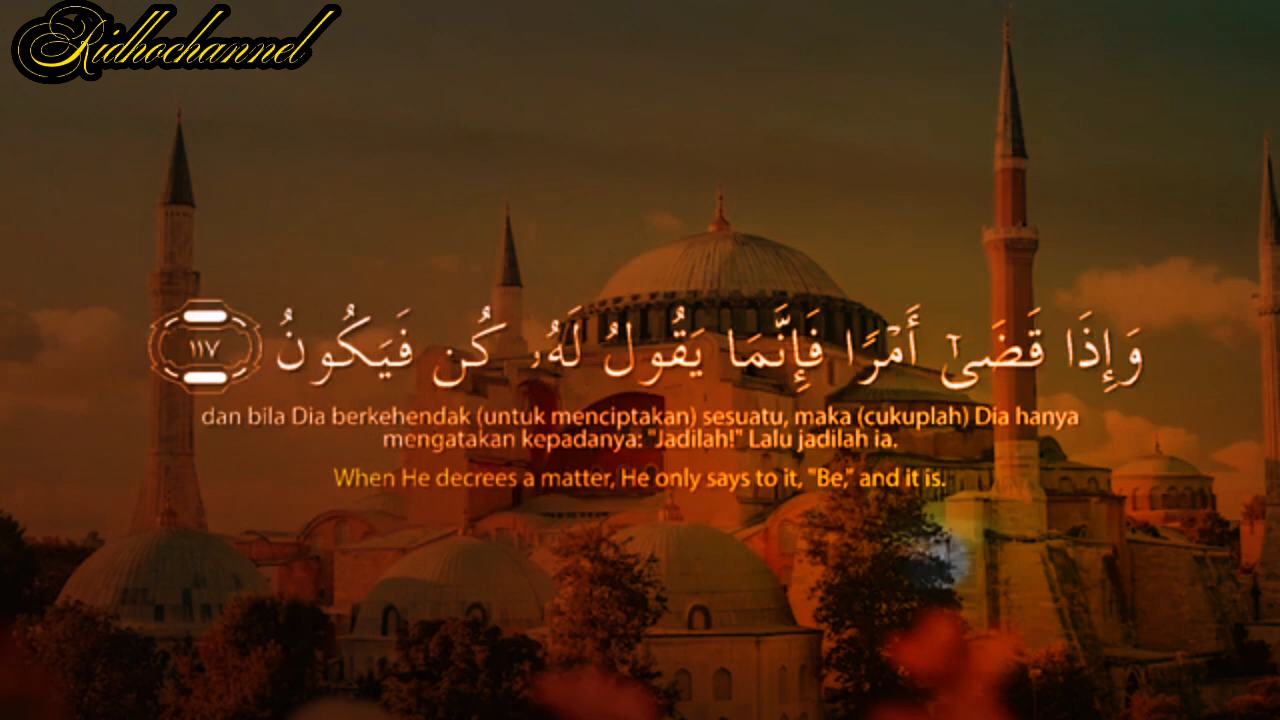 Ridhochannel
وَإِذَا قَضَىٰٓ أَمْرًا فَإِنَّمَا يَقُولُ لَهُۥ كُن فَيَكُونُ ١١٧
dan bila Dia berkehendak (untuk menciptakan) sesuatu, maka (cukuplah) Dia hanya
mengatakan kepadanya: "Jadilah!" Lalu jadilah ia.
When He decrees a matter, He only says to it, "Be," and it is.